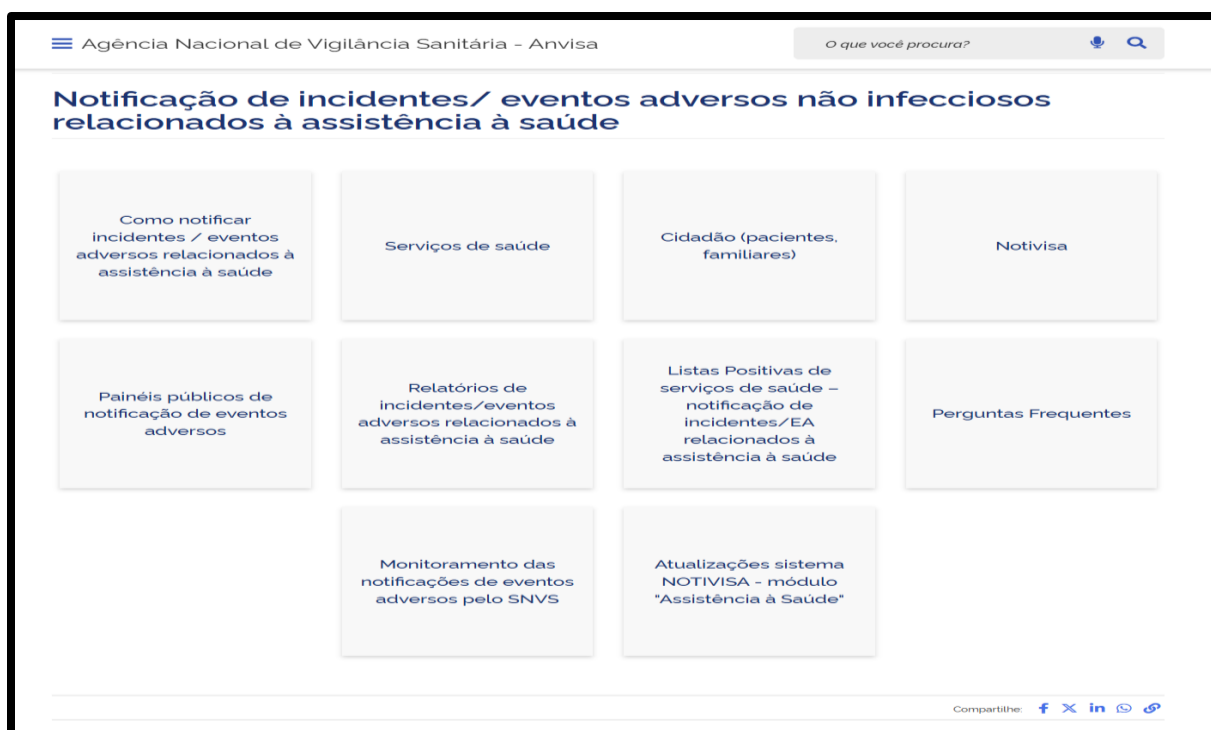 Agência Nacional de Vigilância Sanitária - Anvisa
O que você procura?
Notificação de incidentes/ eventos adversos não infecciosos
relacionados à assistência à saúde
Como notificar
incidentes / eventos
adversos relacionados à
assistência à saúde
Serviços de saúde
Cidadão (pacientes,
familiares)
Notivisa
Painéis públicos de
notificação de eventos
adversos
Relatórios de
incidentes/eventos
adversos relacionados à
assistência à saúde
Listas Positivas de
serviços de saúde –
notificação de
incidentes/EA
relacionados à
assistência à saúde
Perguntas Frequentes
Monitoramento das
notificações de eventos
adversos pelo SNVS
Atualizações sistema
NOTIVISA - módulo
"Assistência à Saúde"
Compartilhe: